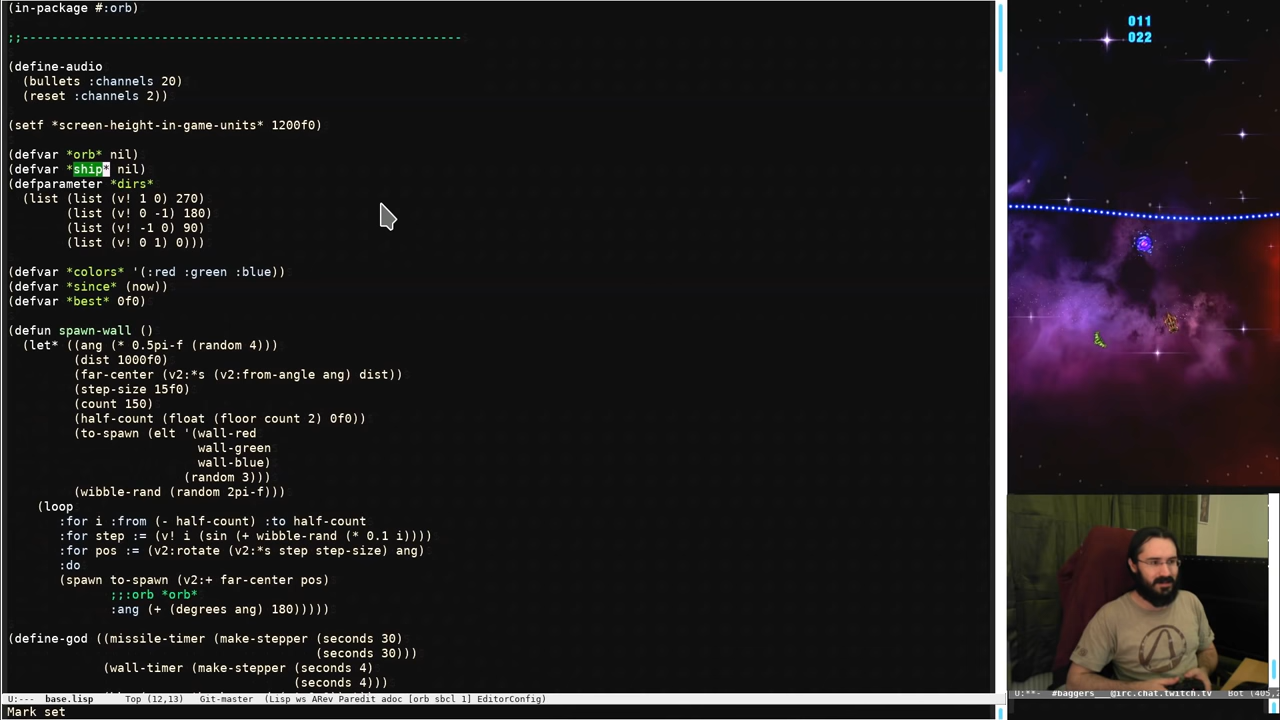 (in-package #:orb)
;;------------------------------------------------------------
(define-audio
(bullets :channels 20)
(reset :channels 2))
(setf *screen-height-in-game-units* 1200f0)
(defvar *orb* nil)
(defvar *ship* nil)
(defparameter *dirs*
(list (list (v! 1 0) 270)
(list (v! 0 -1) 180)
(list (v! -1 0) 90)
(list (v! 0 1) 0)))
(defvar *colors* '(:red :green :blue))
(defvar *since* (now))
(defvar *best* 0f0)
(defun spawn-wall ()
(let* ((ang (* 0.5pi-f (random 4)))
(dist 1000f0)
(far-center (v2:*s (v2:from-angle ang) dist))
(step-size 15f0)
(count 150)
(half-count (float (floor count 2) 0f0))
(to-spawn (elt '(wall-red
wall-green
wall-blue)
(random 3)))
(wibble-rand (random 2pi-f)))
(loop
:for i :from (- half-count) :to half-count
:for step := (v! i (sin (+ wibble-rand (* 0.1 i))))
:for pos := (v2:rotate (v2:*s step step-size) ang)
:do
(spawn to-spawn (v2:+ far-center pos)
;;:orb *orb*
:ang (+ (degrees ang) 180)))))
(define-god ((missile-timer (make-stepper (seconds 30)
(seconds 30)))
(wall-timer (make-stepper (seconds 4)
(seconds 4)))
U:--- base.lisp Top (12,13) Git-master (Lisp ws ARev Paredit adoc [orb sbcl 1] EditorConfig)
Mark set
011
022
U:**- #baggers___@irc.chat.twitch.tv Bot (405,2